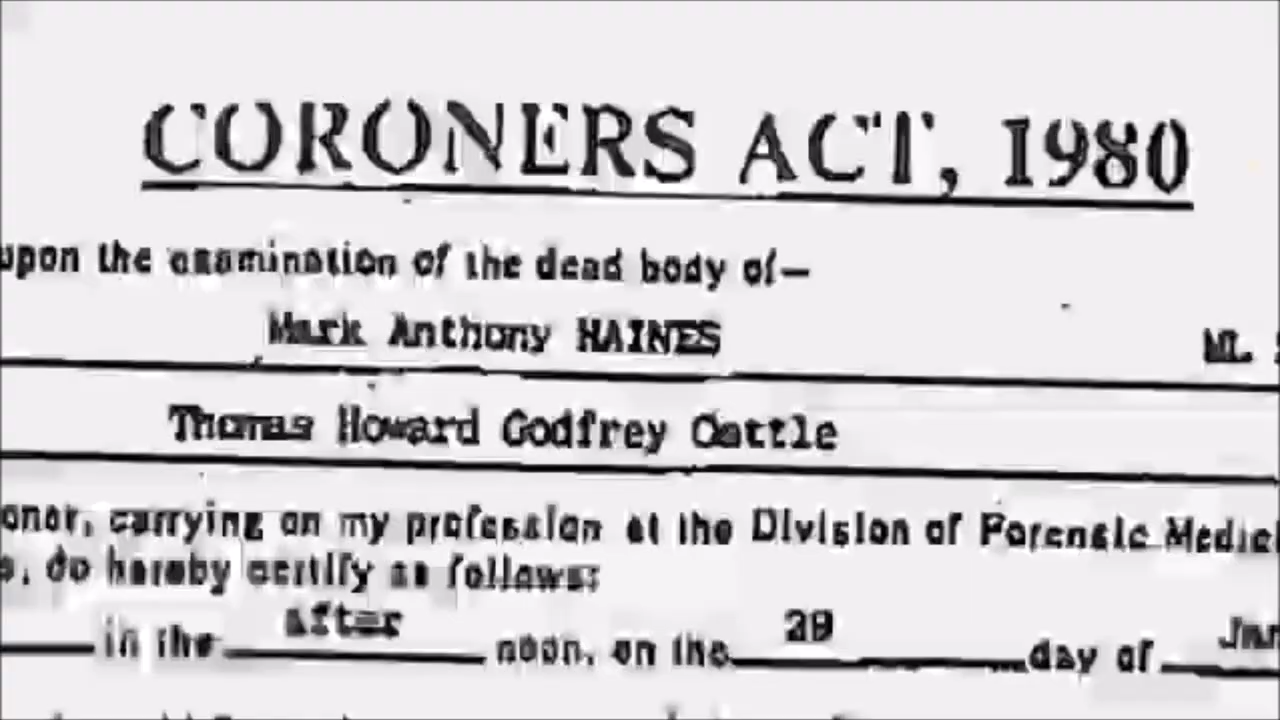 CORONERS ACT, 1980
upon the examination of the dead body of—
Mark Anthony HAINES
ML
Thomas Howard Godfrey Oettle
carrying on my profession at the Division of Forensic
do hereby certify as follows:
in the after noon, on the day of